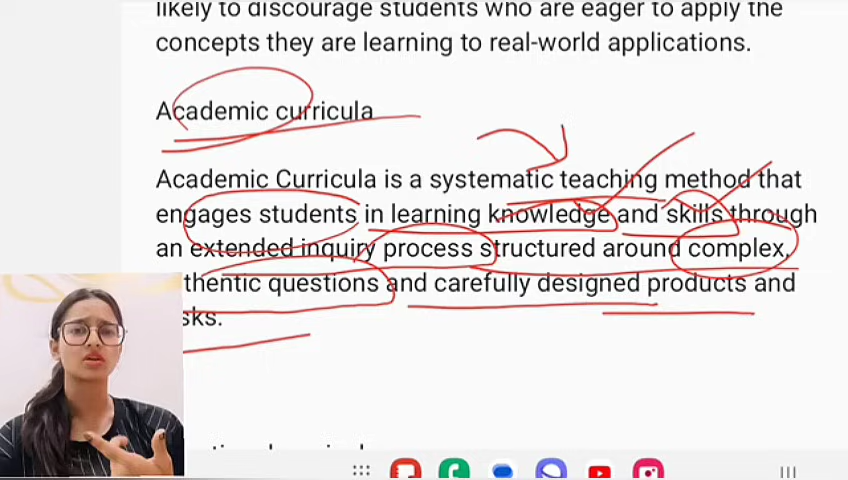 likely to discourage students who are eager to apply the
concepts they are learning to real-world applications.
Academic curricula
Academic Curricula is a systematic teaching method that
engages students in learning knowledge and skills through
an extended inquiry process structured around complex,
thentic questions and carefully designed products and
sks.